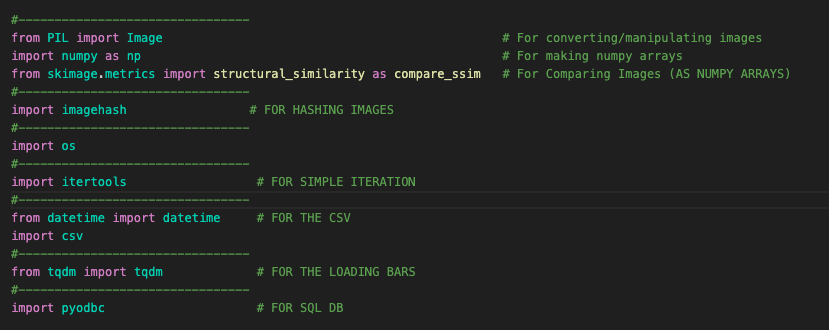 #--------------------------------
from PIL import Image # For converting/manipulating images
import numpy as np # For making numpy arrays
from skimage.metrics import structural_similarity as compare_ssim # For Comparing Images (AS NUMPY ARRAYS)
#--------------------------------
import imagehash # FOR HASHING IMAGES
#--------------------------------
import os
#--------------------------------
import itertools # FOR SIMPLE ITERATION
#--------------------------------
from datetime import datetime # FOR THE CSV
import csv
#--------------------------------
from tqdm import tqdm # FOR THE LOADING BARS
#--------------------------------
import pyodbc # FOR SQL DB